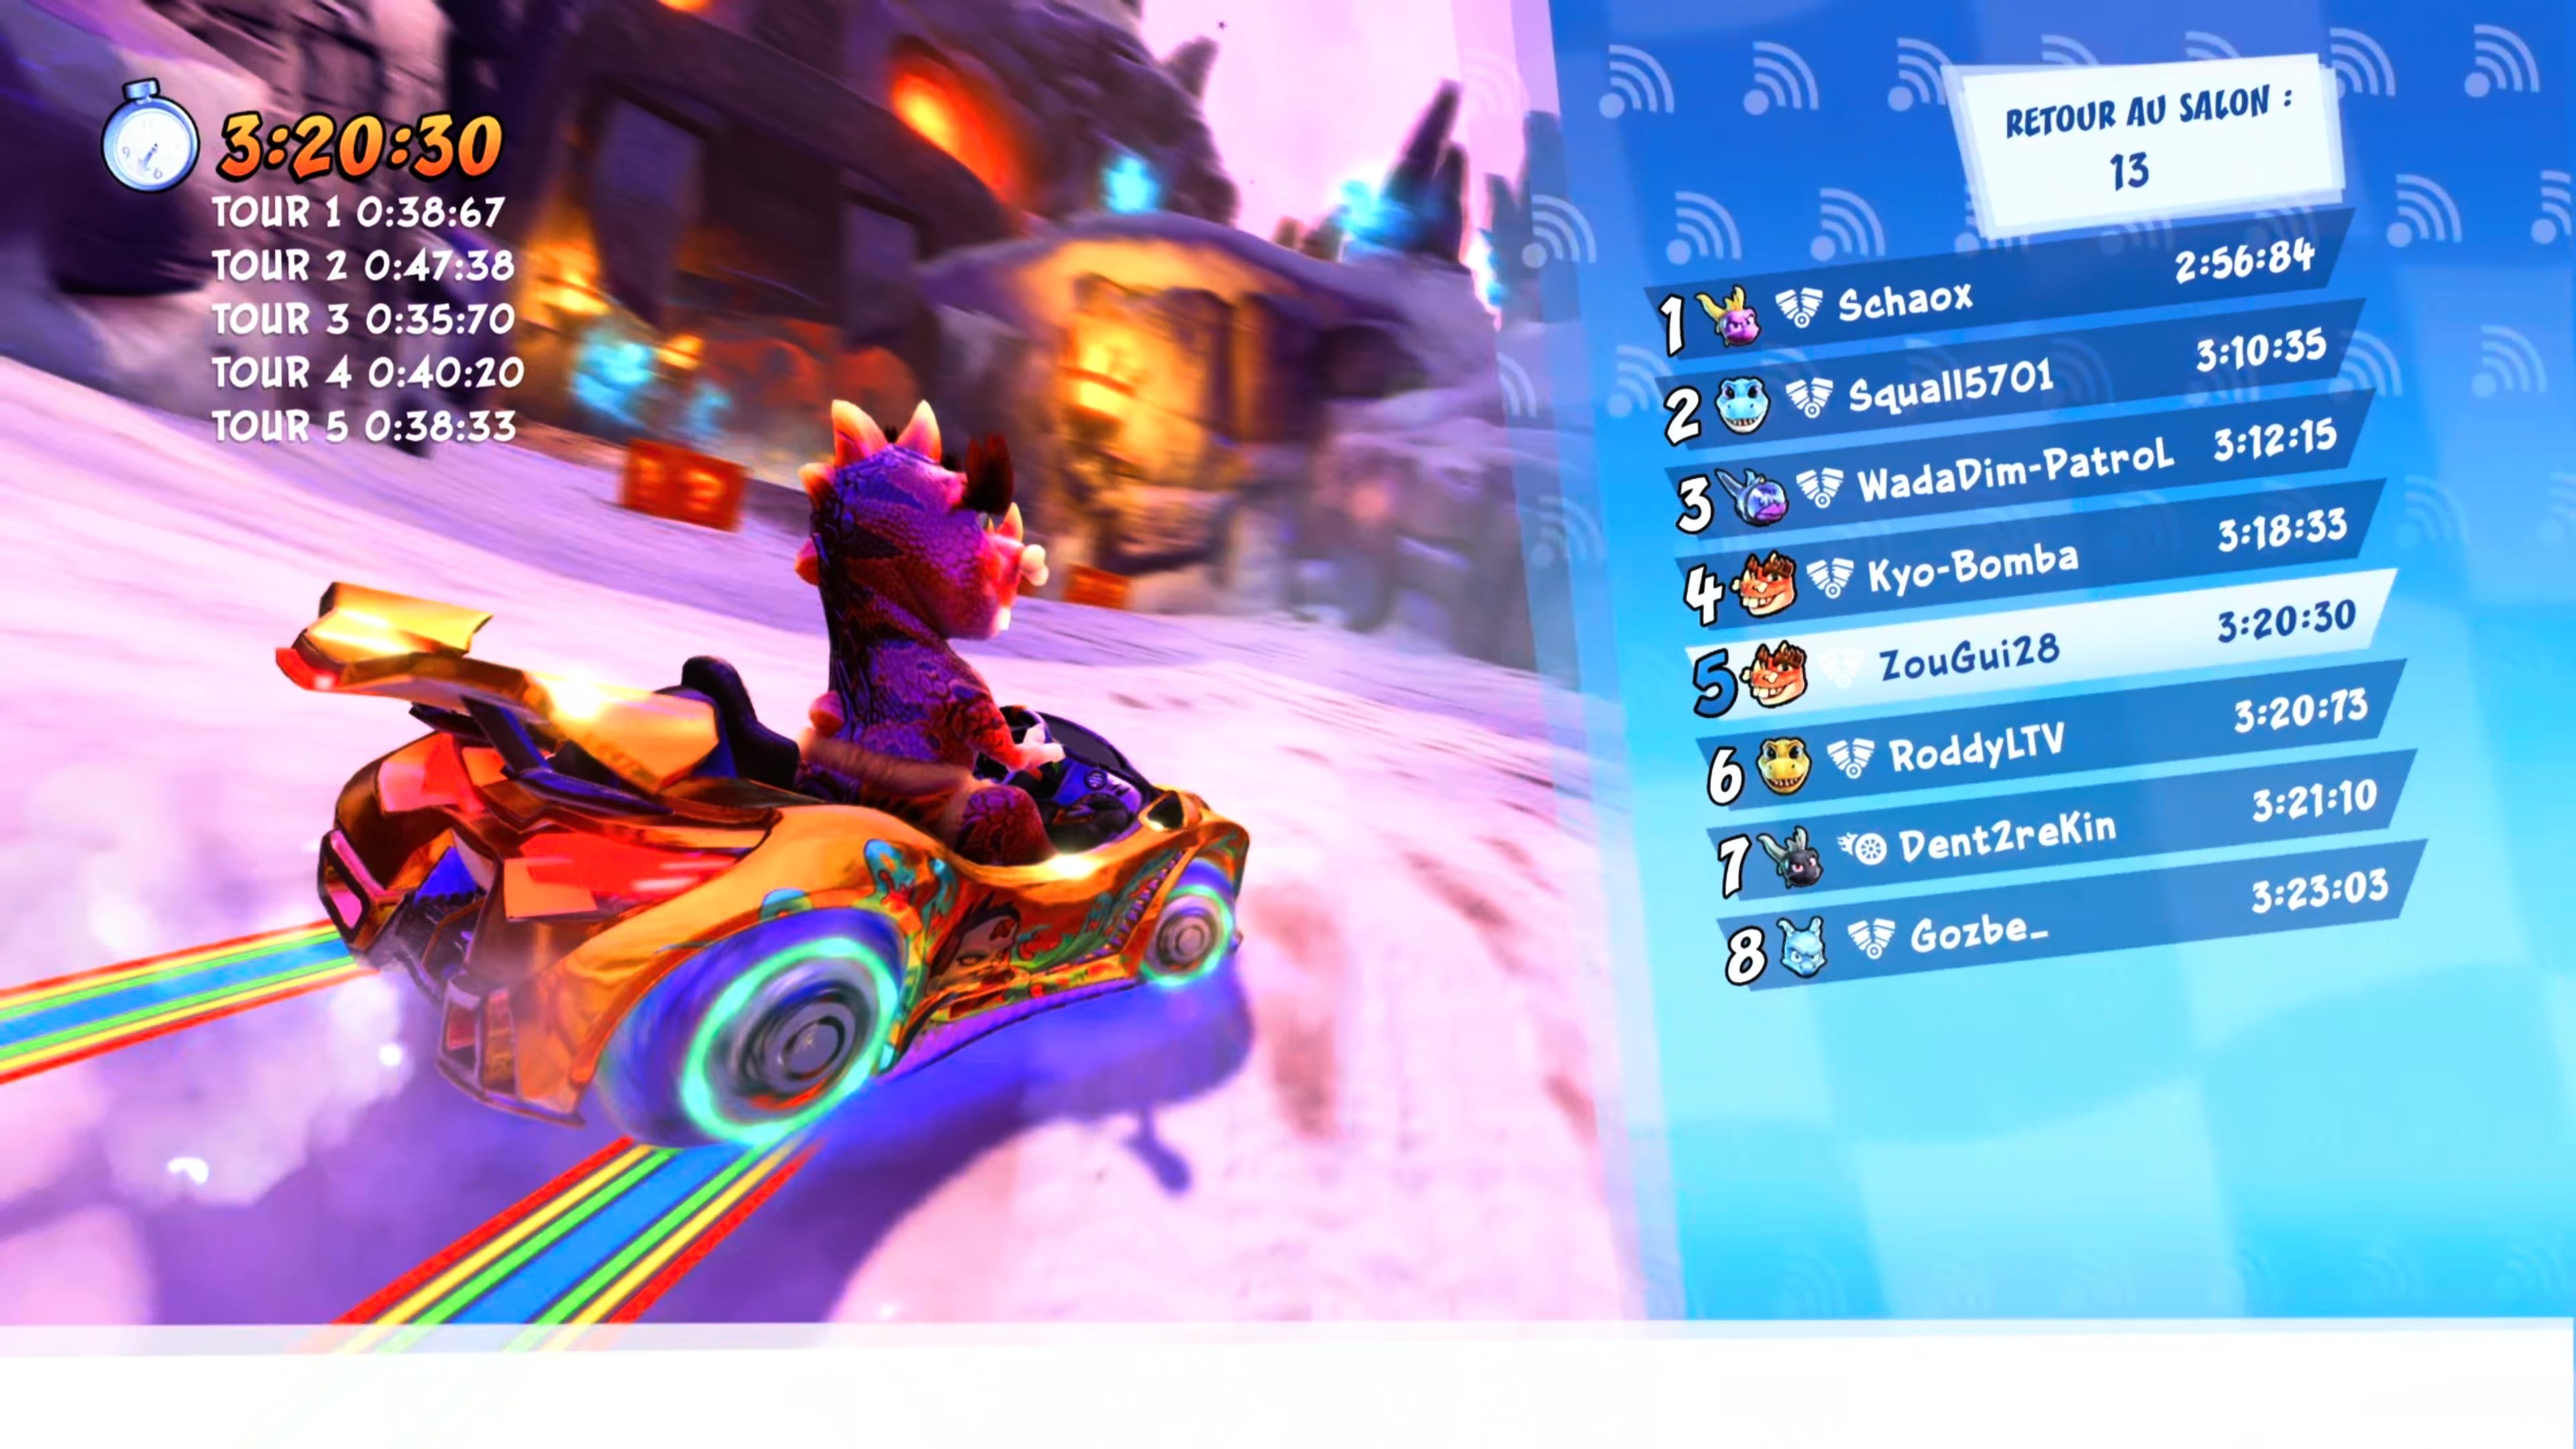 3:20:30
TOUR 1 0:38:67
TOUR 2 0:47:38
TOUR 3 0:35:70
TOUR 4 0:40:20
TOUR 5 0:38:33
RETOUR AU SALON :
13
1 Schaox 2:56:84
2 Squall5701 3:10:35
3 WadaDim-PatroL 3:12:15
4 Kyo-Bomba 3:18:33
5 ZouGui28 3:20:30
6 RoddyLTV 3:20:73
7 Dent2reKin 3:21:10
8 Gozbe_ 3:23:03